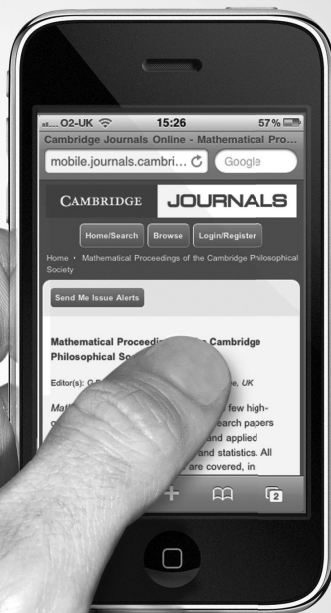 O2-UK 15:26 57%
Cambridge Journals Online - Mathematical Pro...
mobile.journals.cambri... Google
CAMBRIDGE JOURNALS
Home/Search Browse Login/Register
Home • Mathematical Proceedings of the Cambridge Philosophical
Society
Send Me Issue Alerts
Mathematical Cambridge
Philosophical
Editor(s): UK
few high-
papers
and applied
and statistics. All
are covered, in
2